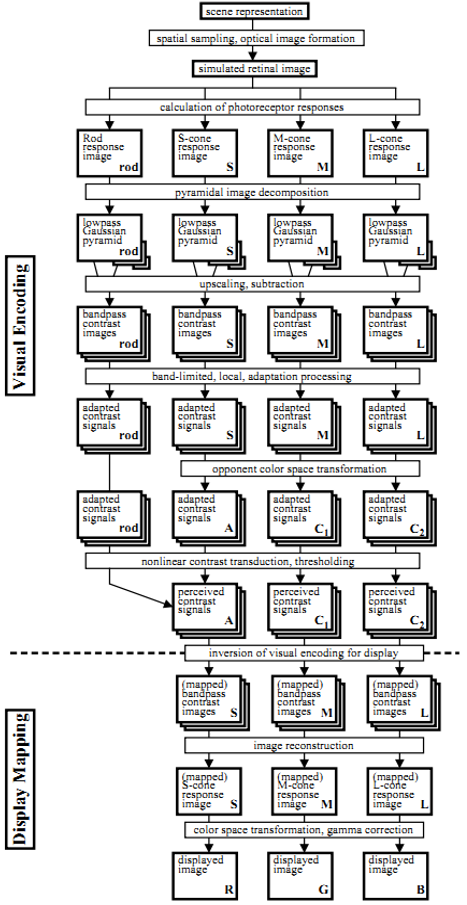 scene representation
spatial sampling, optical image formation
simulated retinal image
calculation of photoreceptor responses
Rod response image rod
S-cone response image S
M-cone response image M
L-cone response image L
pyramidal image decomposition
lowpass Gaussian pyramid rod
lowpass Gaussian pyramid S
lowpass Gaussian pyramid M
lowpass Gaussian pyramid L
upscaling, subtraction
Visual Encoding
bandpass contrast images rod
bandpass contrast images S
bandpass contrast images M
bandpass contrast images L
band-limited, local, adaptation processing
adapted contrast signals rod
adapted contrast signals S
adapted contrast signals M
adapted contrast signals L
opponent color space transformation
adapted contrast signals rod
adapted contrast signals A
adapted contrast signals C1
adapted contrast signals C2
nonlinear contrast transduction, thresholding
perceived contrast signals A
perceived contrast signals C1
perceived contrast signals C2
inversion of visual encoding for display
Display Mapping
(mapped) bandpass contrast images S
(mapped) bandpass contrast images M
(mapped) bandpass contrast images L
image reconstruction
(mapped) S-cone response image S
(mapped) M-cone response image M
(mapped) L-cone response image L
color space transformation, gamma correction
displayed image R
displayed image G
displayed image B